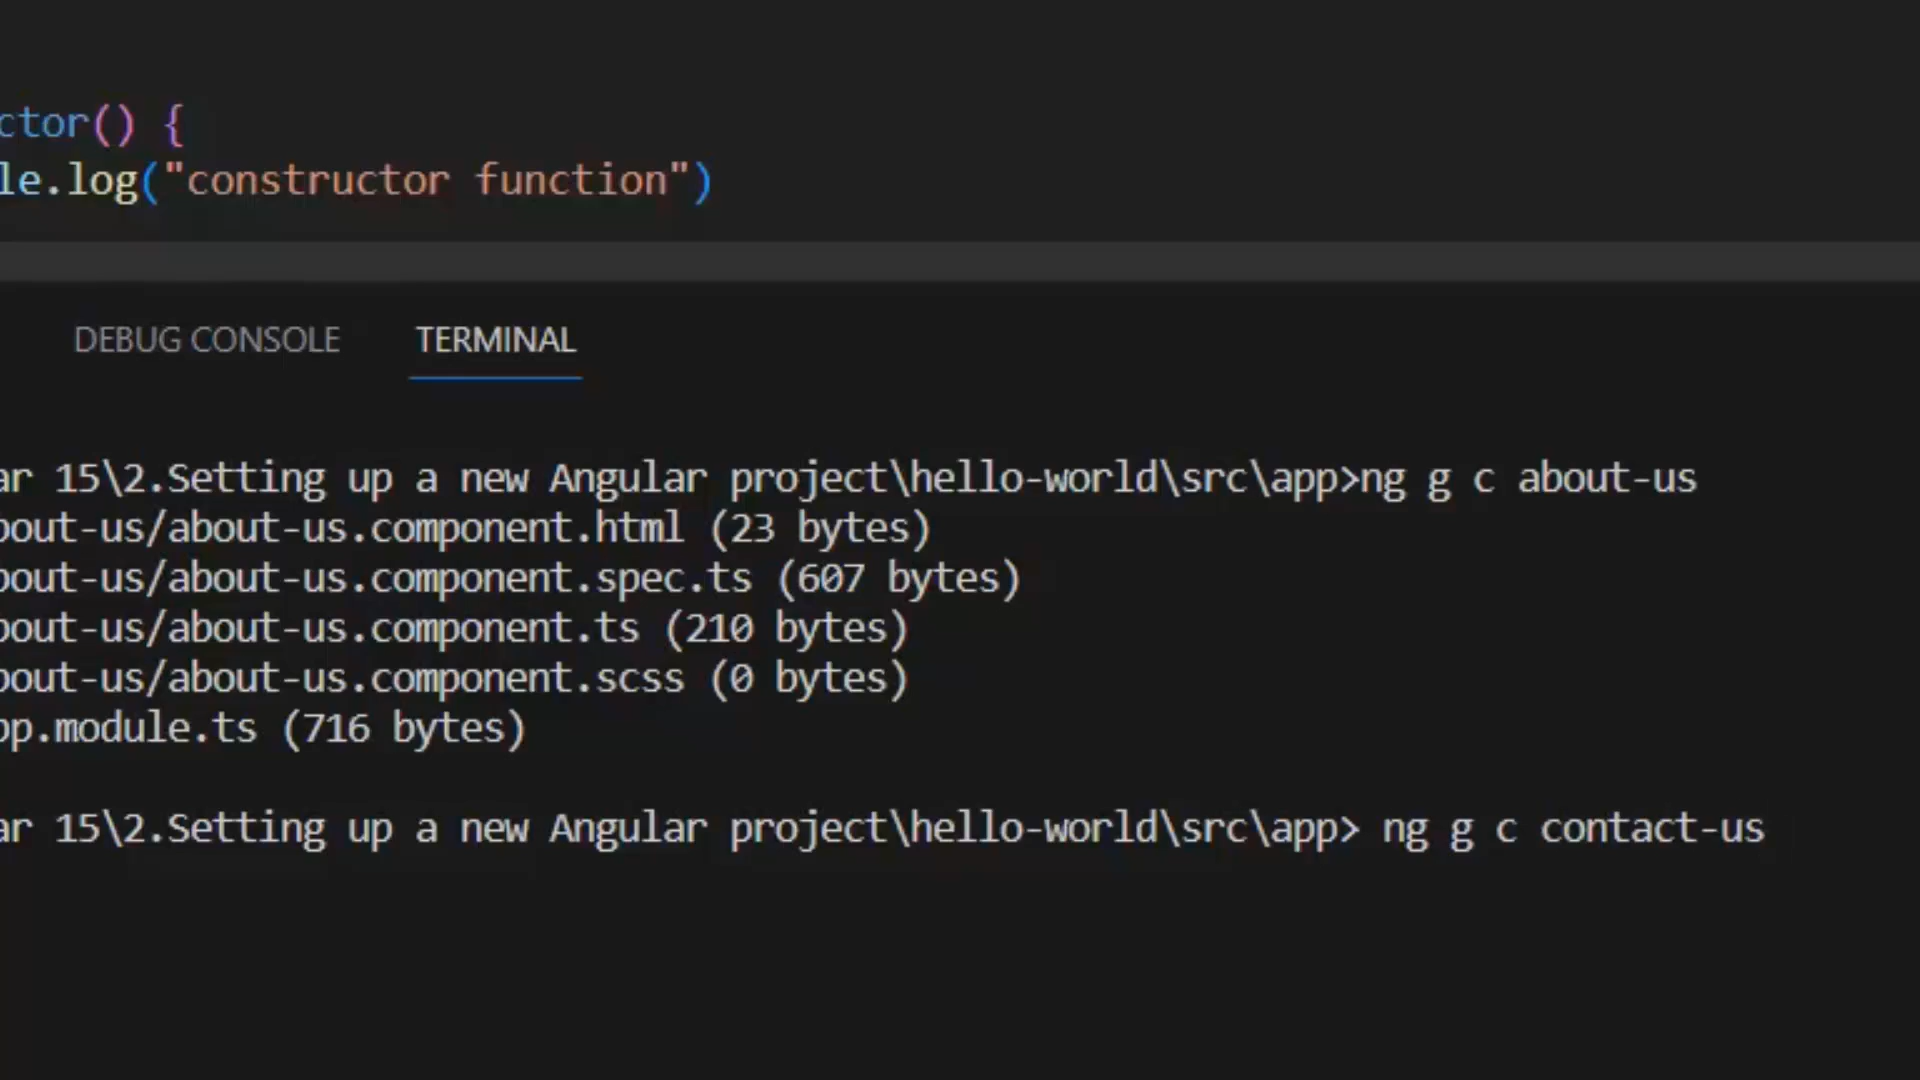 ctor() {
le.log("constructor function")
DEBUG CONSOLE TERMINAL
ar 15\2.Setting up a new Angular project\hello-world\src\app>ng g c about-us
bout-us/about-us.component.html (23 bytes)
bout-us/about-us.component.spec.ts (607 bytes)
bout-us/about-us.component.ts (210 bytes)
bout-us/about-us.component.scss (0 bytes)
pp.module.ts (716 bytes)
ar 15\2.Setting up a new Angular project\hello-world\src\app> ng g c contact-us